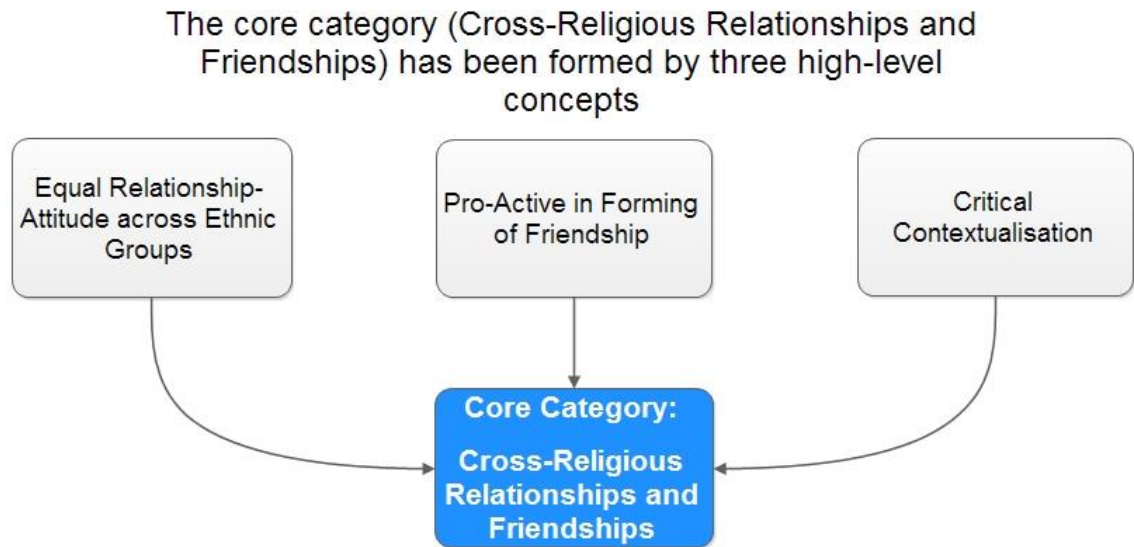 The core category (Cross-Religious Relationships and
Friendships) has been formed by three high-level
concepts
Equal Relationship-
Attitude across Ethnic
Groups
Pro-Active in Forming
of Friendship
Critical
Contextualisation
Core Category:
Cross-Religious
Relationships and
Friendships